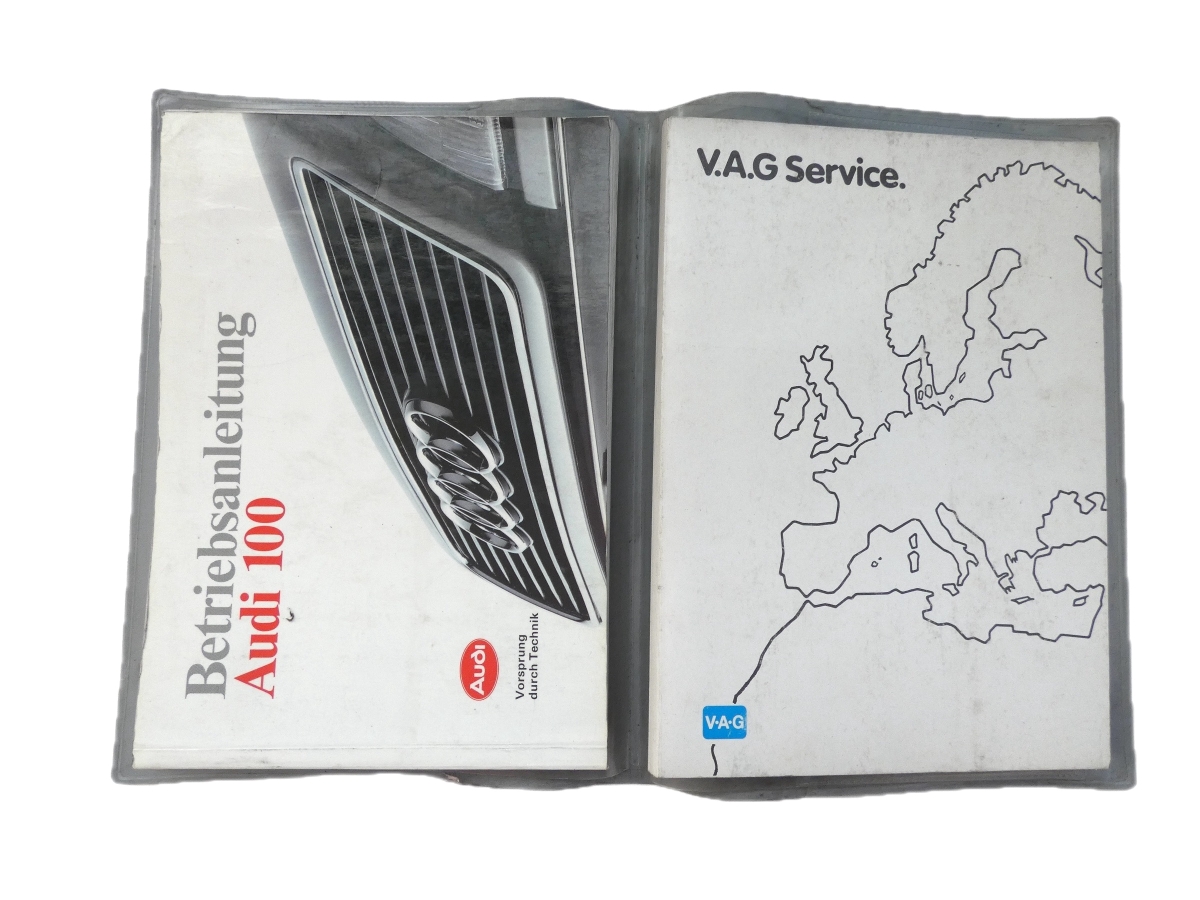 Betriebsanleitung
Audi 100
Audi
Vorsprung
durch Technik
V.A.G Service.
V·A·G